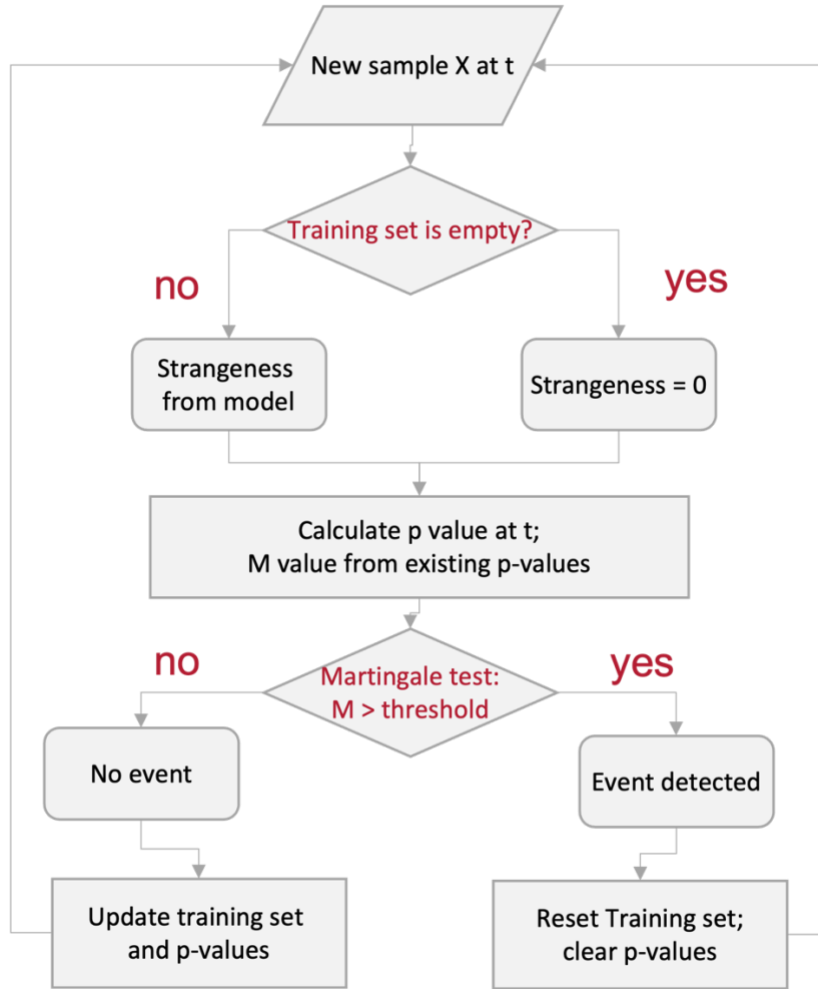 New sample X at t
Training set is empty?
no
yes
Strangeness
from model
Strangeness = 0
Calculate p value at t;
M value from existing p-values
no
yes
Martingale test:
M > threshold
No event
Event detected
Update training set
and p-values
Reset Training set;
clear p-values